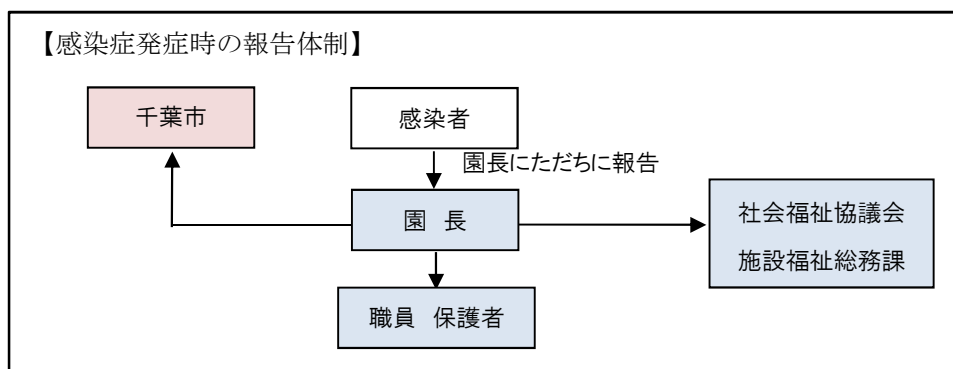 【感染症発症時の報告体制】
千葉市
感染者
園長にただちに報告
園　長
社会福祉協議会
施設福祉総務課
職員　保護者